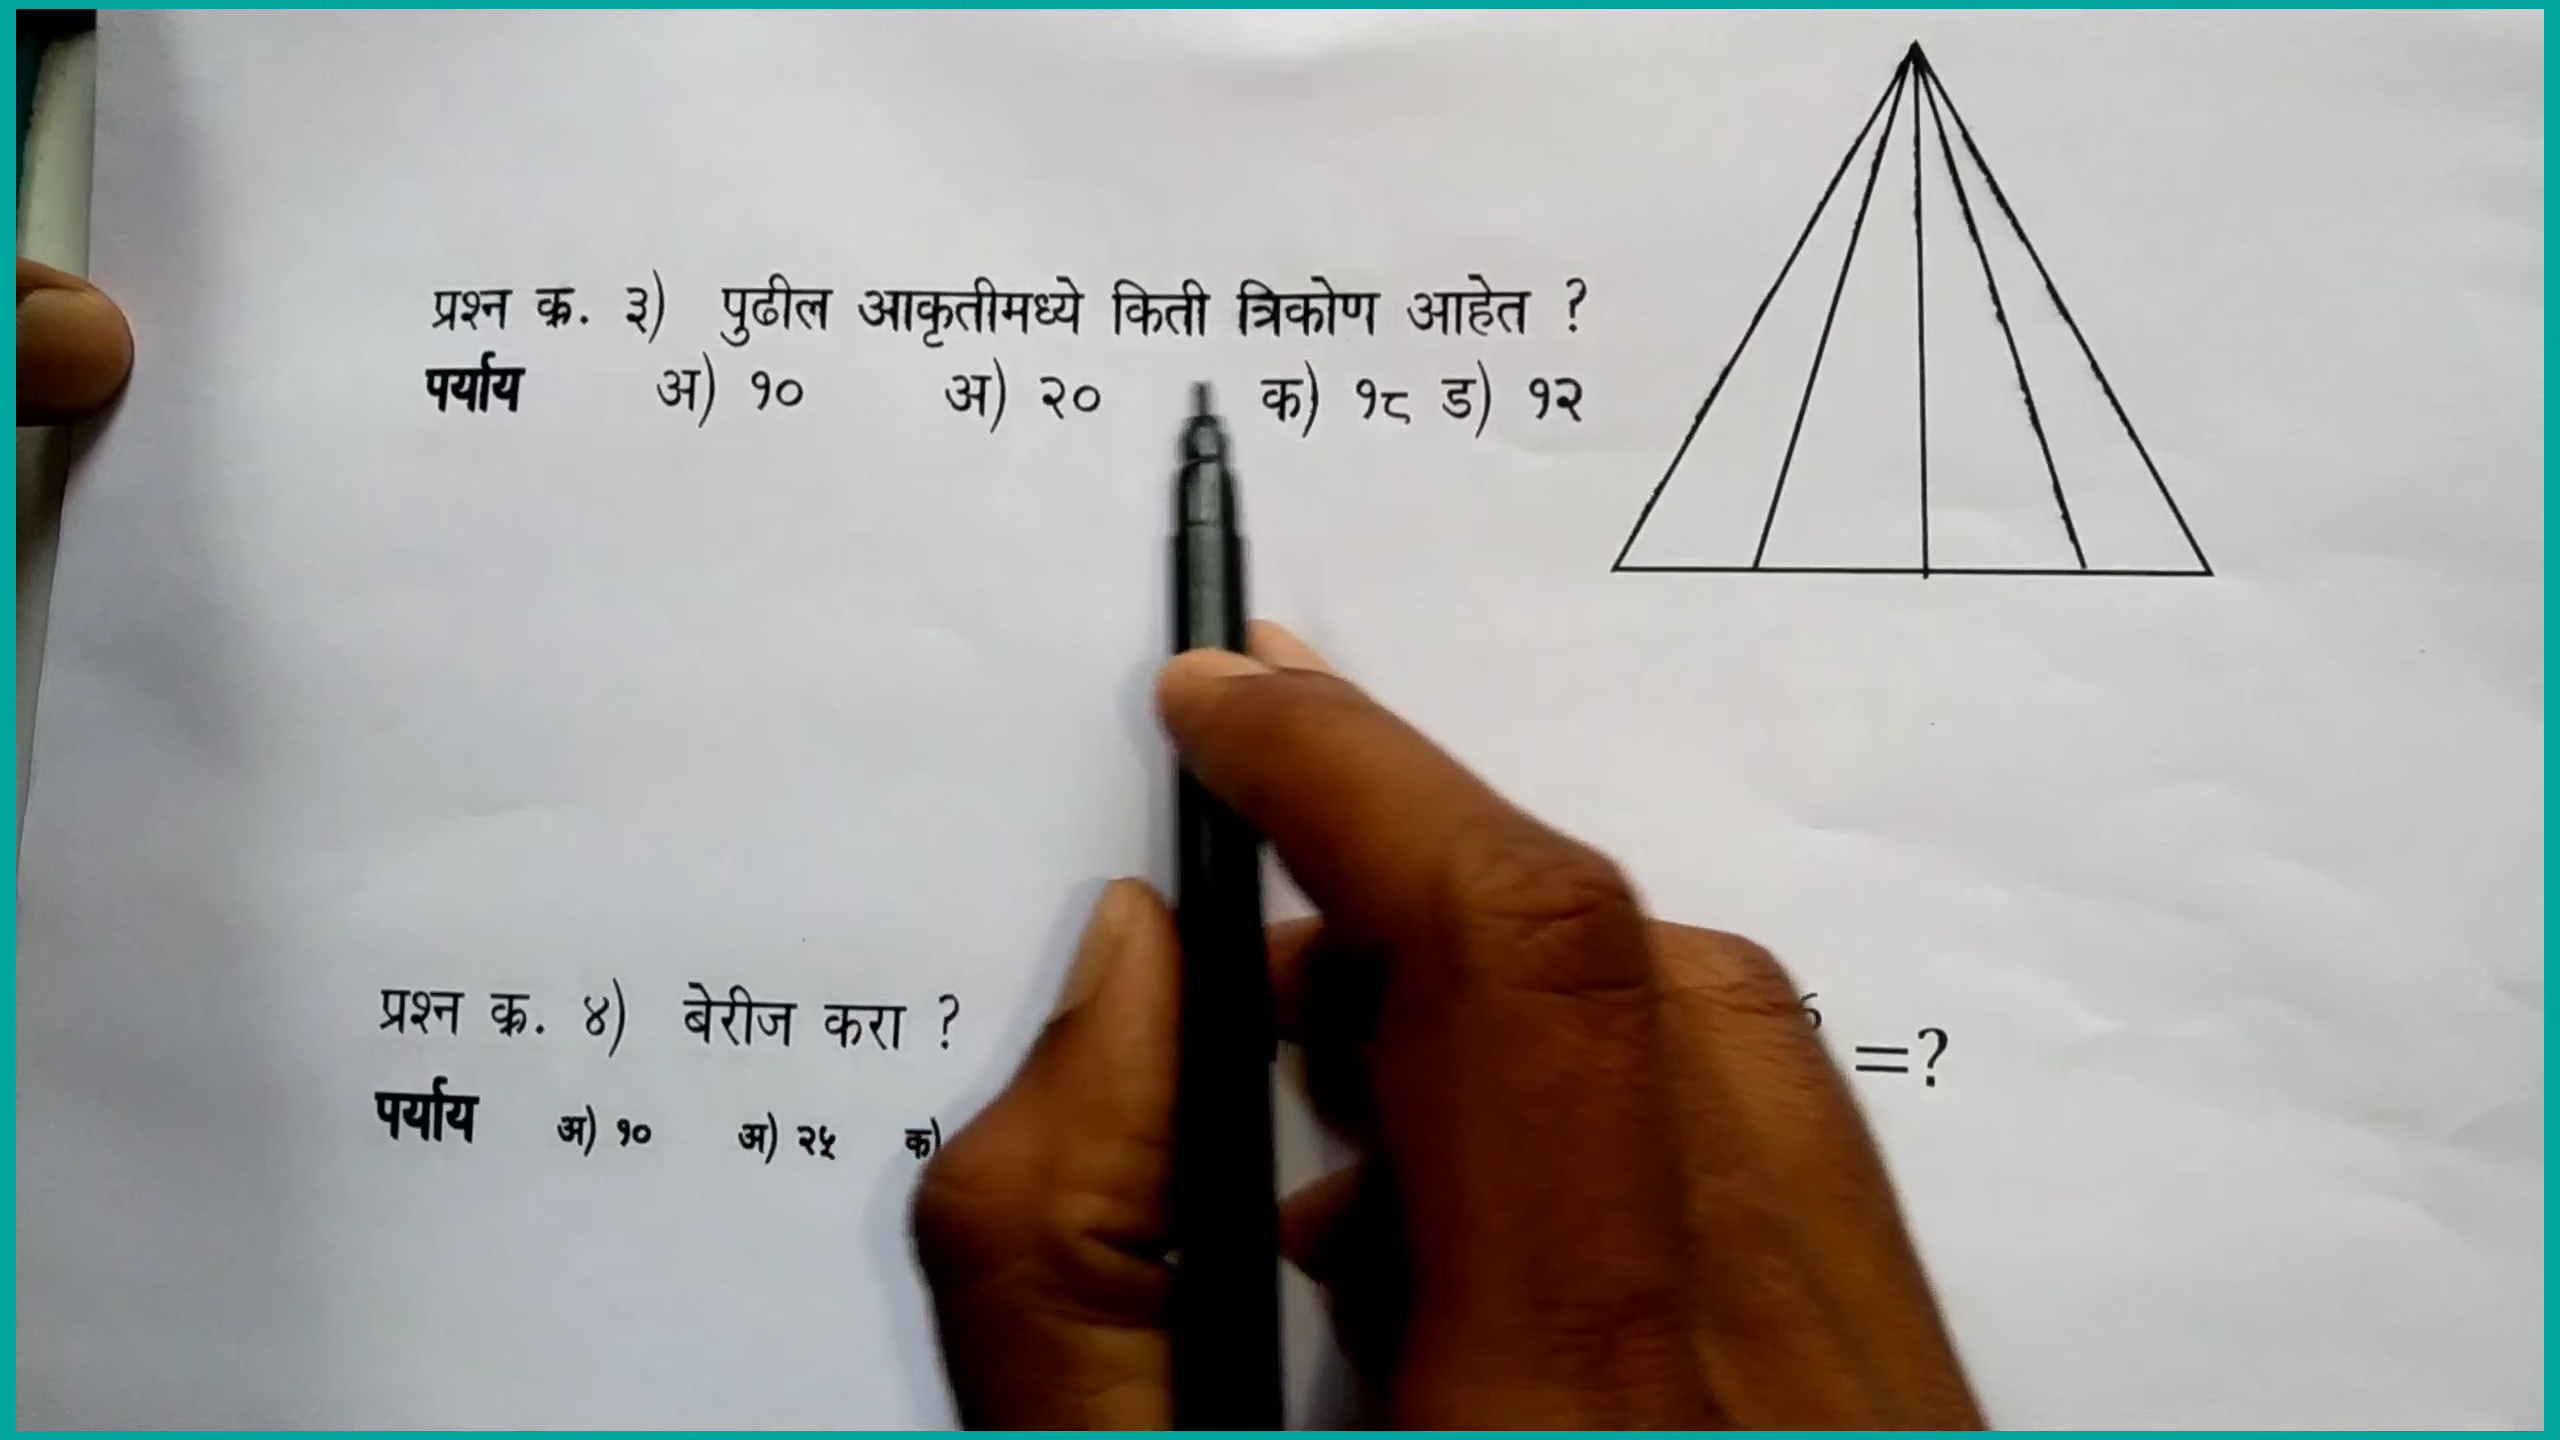 प्रश्न क्र. ३) पुढील आकृतीमध्ये किती त्रिकोण आहेत ?
पर्याय अ) १० अ) २० क) १८ ड) १२
प्रश्न क्र. ४) बेरीज करा ? =?
पर्याय अ) १० अ) २५ क)